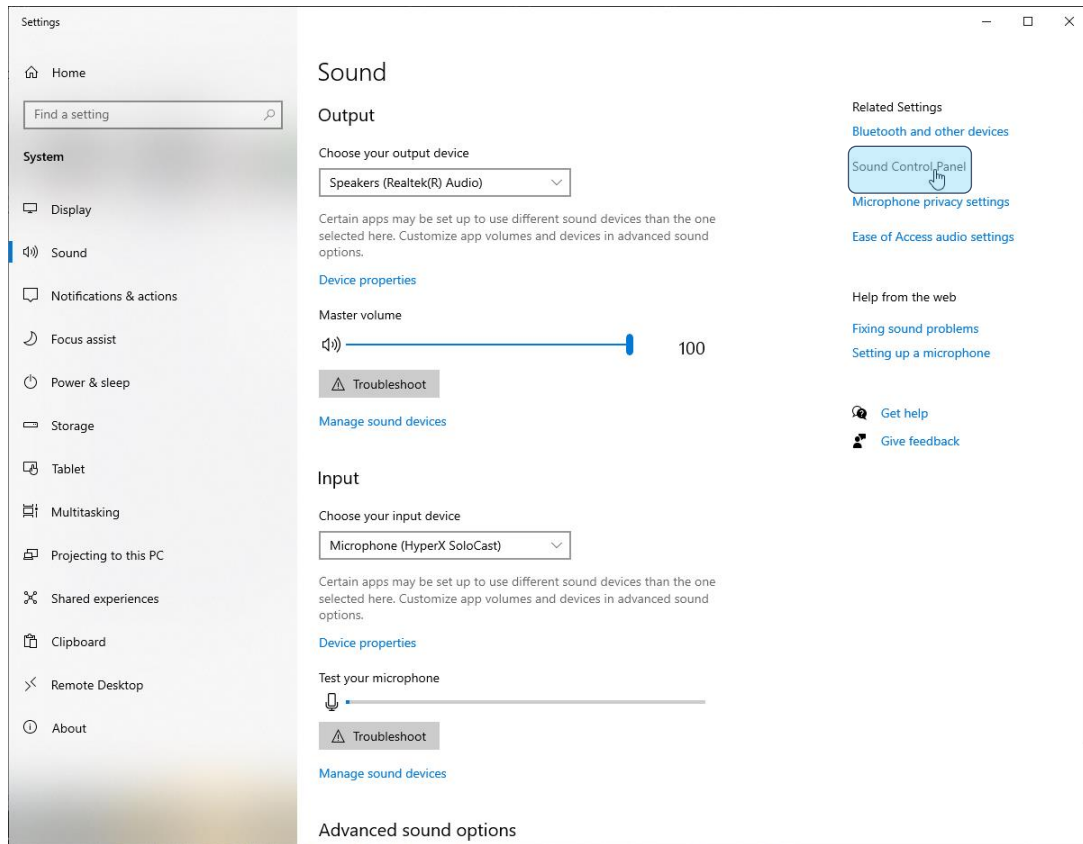 Settings
Home
Find a setting
System
Display
Sound
Notifications & actions
Focus assist
Power & sleep
Storage
Tablet
Multitasking
Projecting to this PC
Shared experiences
Clipboard
Remote Desktop
About
Sound
Output
Choose your output device
Speakers (Realtek(R) Audio)
Certain apps may be set up to use different sound devices than the one
selected here. Customize app volumes and devices in advanced sound
options.
Device properties
Master volume
100
Troubleshoot
Manage sound devices
Input
Choose your input device
Microphone (HyperX SoloCast)
Certain apps may be set up to use different sound devices than the one
selected here. Customize app volumes and devices in advanced sound
options.
Device properties
Test your microphone
Troubleshoot
Manage sound devices
Advanced sound options
Related Settings
Bluetooth and other devices
Sound Control Panel
Microphone privacy settings
Ease of Access audio settings
Help from the web
Fixing sound problems
Setting up a microphone
Get help
Give feedback